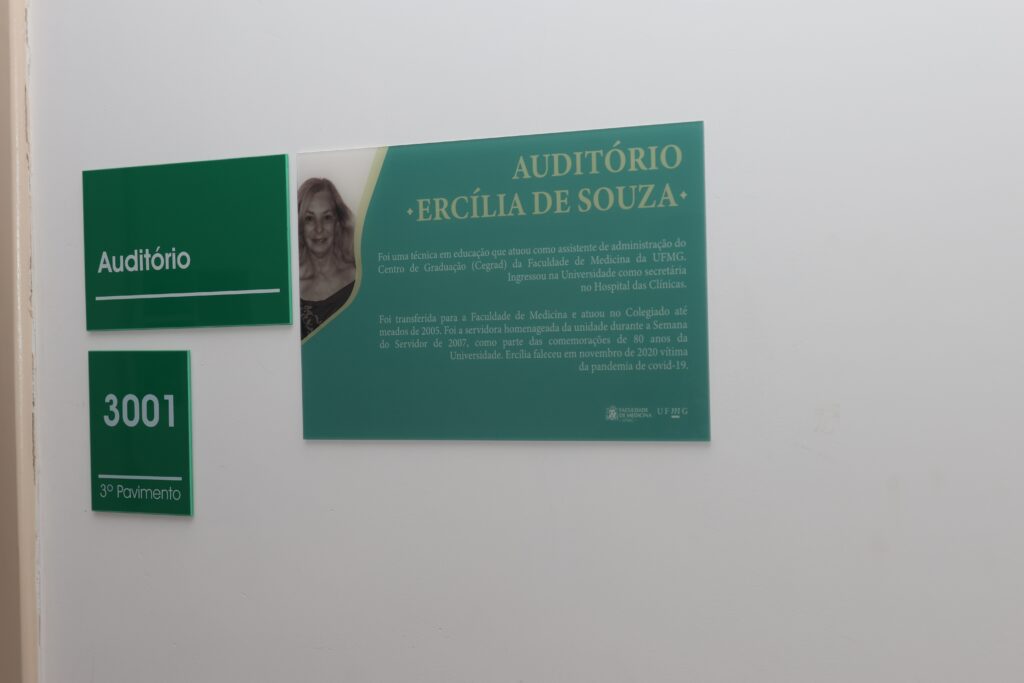 Auditório
3001
3º Pavimento
AUDITÓRIO
ERCÍLIA DE SOUZA
Foi uma técnica em educação que atuou como assistente de administração do
Centro de Graduação (Cegrad) da Faculdade de Medicina da UFMG.
Ingressou na Universidade como secretária
no Hospital das Clínicas.
Foi transferida para a Faculdade de Medicina e atuou no Colegiado até
meados de 2005. Foi a servidora homenageada da unidade durante a Semana
do Servidor de 2007, como parte das comemorações de 80 anos da
Universidade. Ercília faleceu em novembro de 2020 vítima
da pandemia de covid-19.
FACULDADE
DE MEDICINA
UFMG